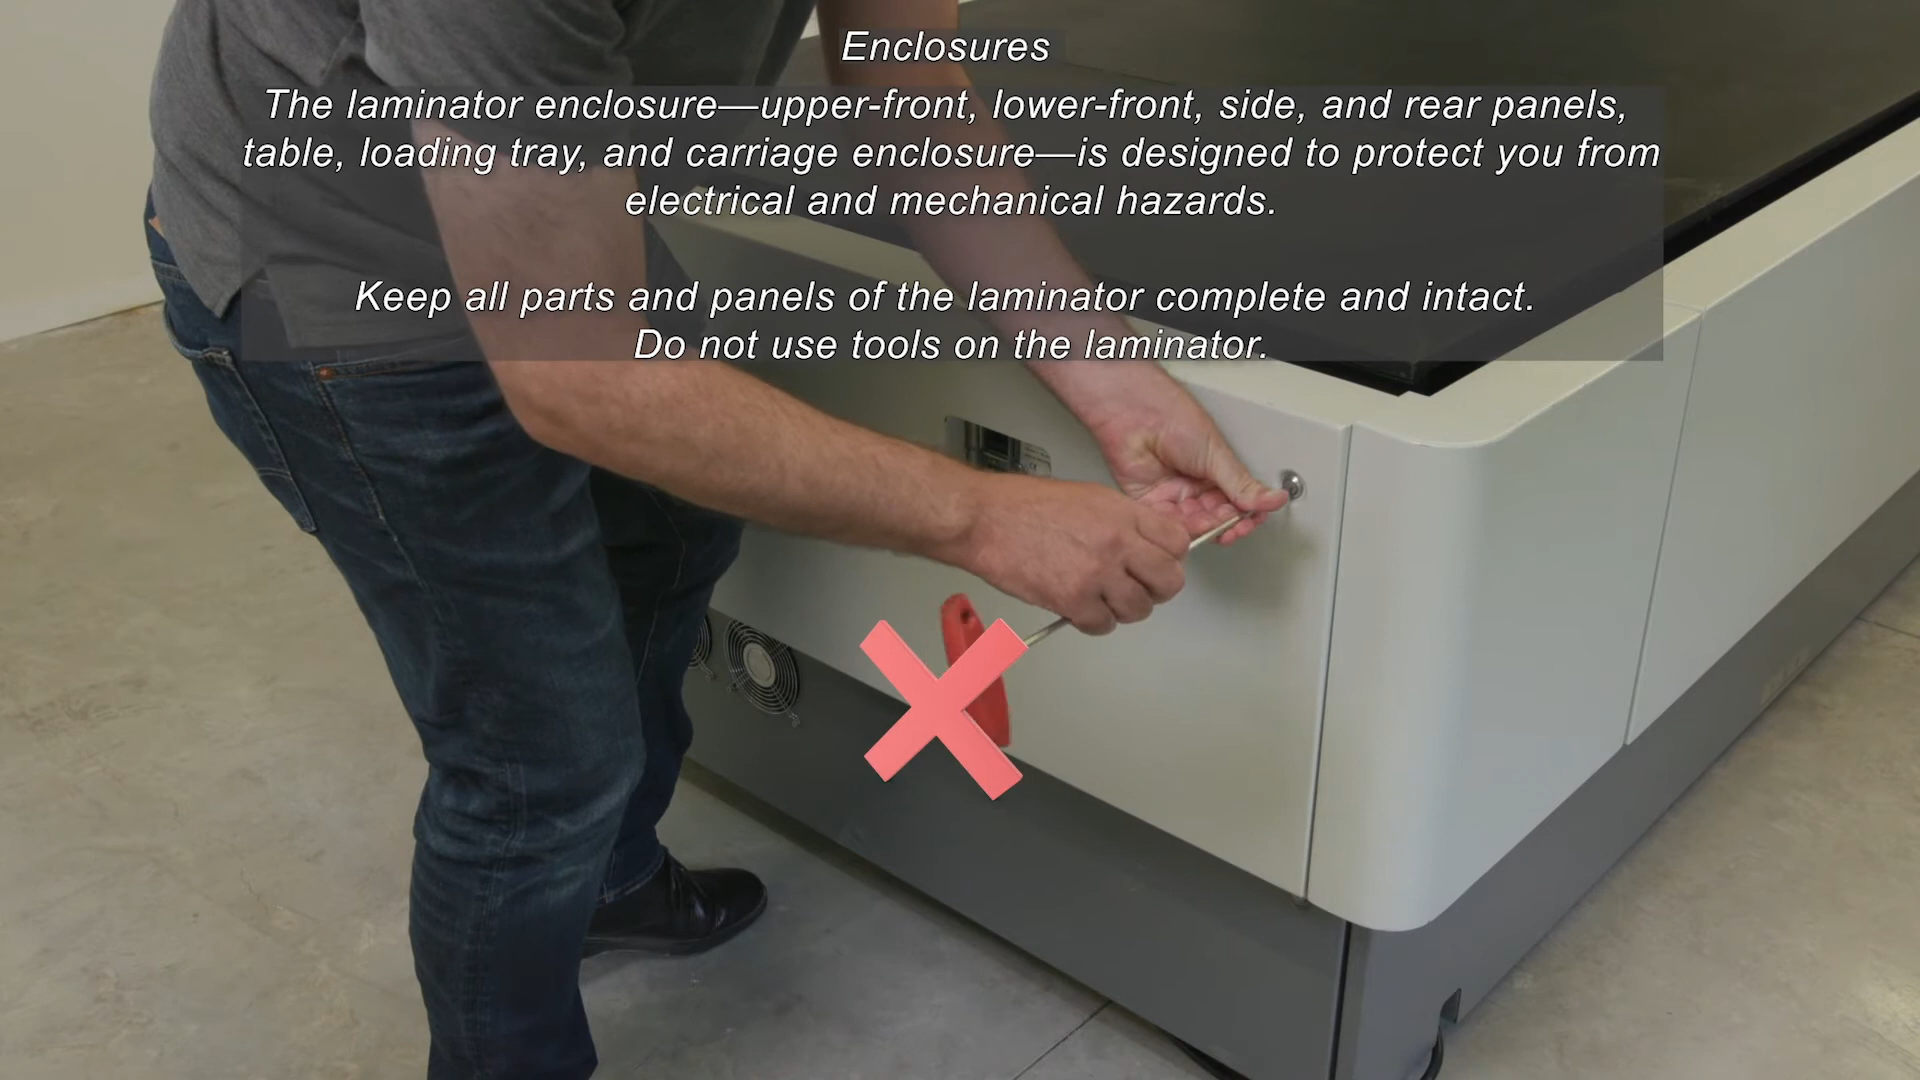 Enclosures
The laminator enclosure—upper-front, lower-front, side, and rear panels,
table, loading tray, and carriage enclosure—is designed to protect you from
electrical and mechanical hazards.
Keep all parts and panels of the laminator complete and intact.
Do not use tools on the laminator.